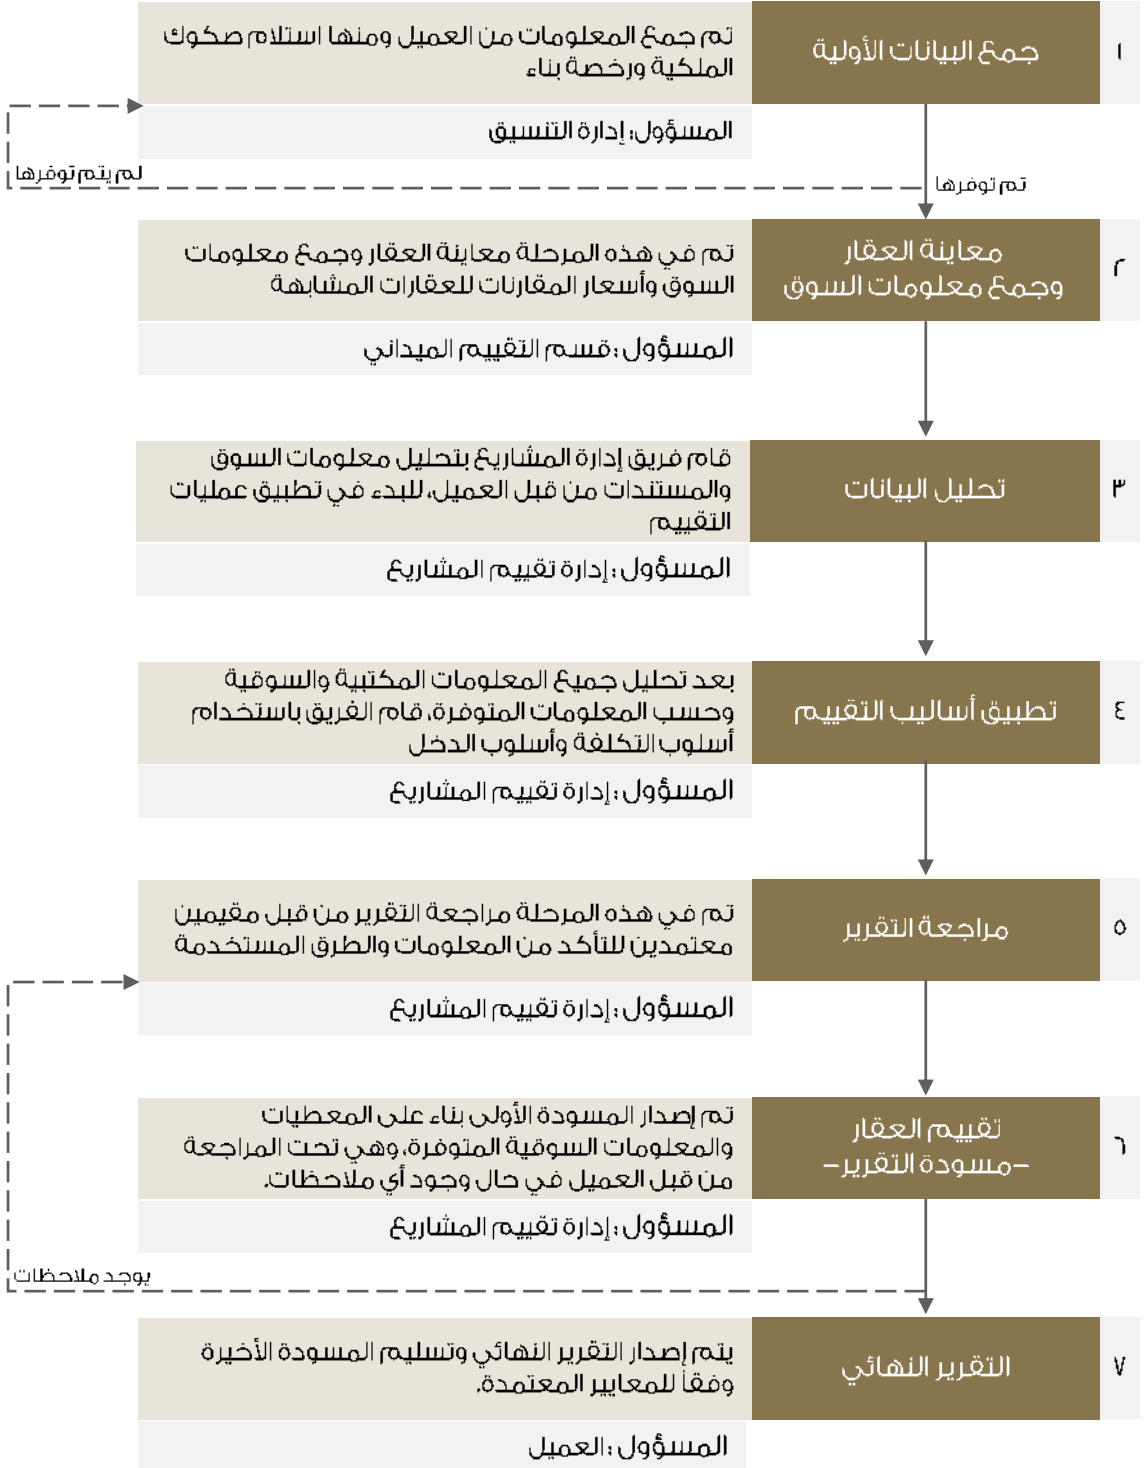 ١
جمع البيانات الأولية
تم جمع المعلومات من العميل ومنها استلام صكوك
الملكية ورخصة بناء
المسؤول: إدارة التنسيق
لم يتم توفرها
تم توفرها
٢
معاينة العقار
وجمع معلومات السوق
تم في هذه المرحلة معاينة العقار وجمع معلومات
السوق وأسعار المقارنات للعقارات المشابهة
المسؤول : قسم التقييم الميداني
٣
تحليل البيانات
قام فريق إدارة المشاريع بتحليل معلومات السوق
والمستندات من قبل العميل، للبدء في تطبيق عمليات
التقييم
المسؤول : إدارة تقييم المشاريع
٤
تطبيق أساليب التقييم
بعد تحليل جميع المعلومات المكتبية والسوقية
وحسب المعلومات المتوفرة، قام الفريق باستخدام
أسلوب التكلفة وأسلوب الدخل
المسؤول : إدارة تقييم المشاريع
٥
مراجعة التقرير
تم في هذه المرحلة مراجعة التقرير من قبل مقيمين
معتمدين للتأكد من المعلومات والطرق المستخدمة
المسؤول : إدارة تقييم المشاريع
٦
تقييم العقار
-مسودة التقرير-
تم إصدار المسودة الأولى بناء على المعطيات
والمعلومات السوقية المتوفرة، وهي تحت المراجعة
من قبل العميل في حال وجود أي ملاحظات.
المسؤول : إدارة تقييم المشاريع
يوجد ملاحظات
٧
التقرير النهائي
يتم إصدار التقرير النهائي وتسليم المسودة الأخيرة
وفقاً للمعايير المعتمدة.
المسؤول : العميل